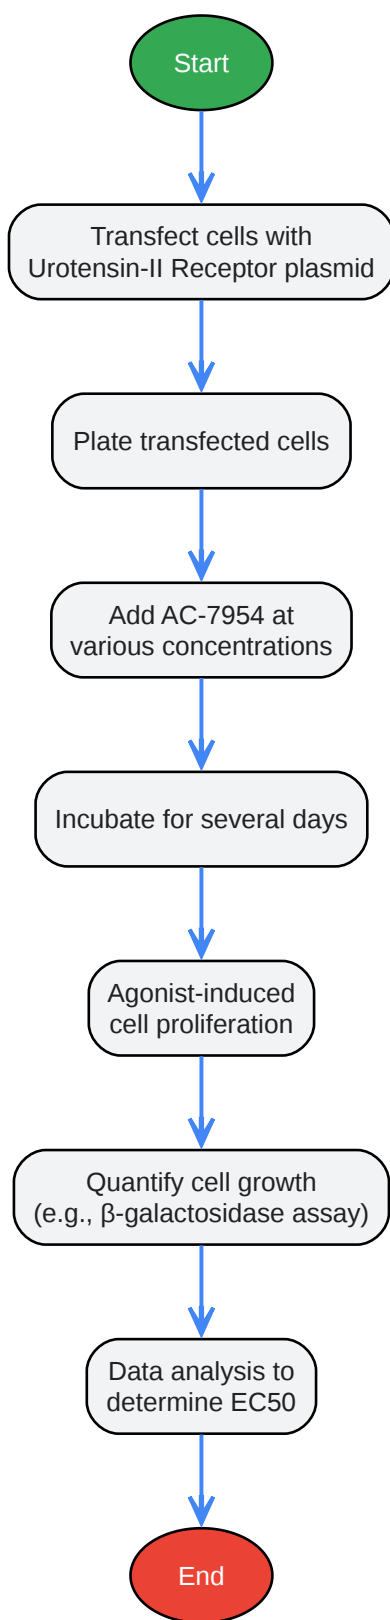 Start
Transfect cells with
Urotensin-II Receptor plasmid
Plate transfected cells
Add AC-7954 at
various concentrations
Incubate for several days
Agonist-induced
cell proliferation
Quantify cell growth
(e.g., β-galactosidase assay)
Data analysis to
determine EC50
End